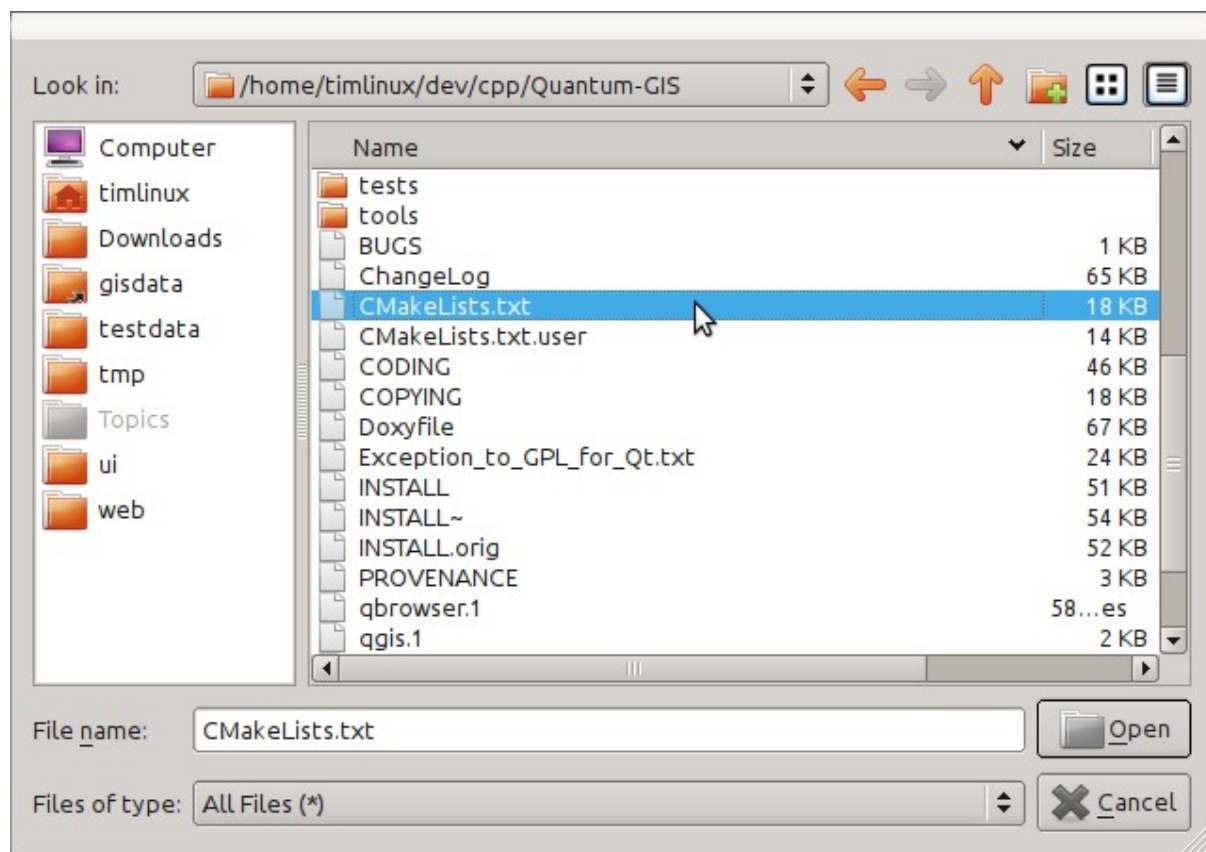 Look in: /home/timlinux/dev/cpp/Quantum-GIS
Computer
timlinux
Downloads
gisdata
testdata
tmp
Topics
ui
web
Name Size
tests
tools
BUGS 1 KB
ChangeLog 65 KB
CMakeLists.txt 18 KB
CMakeLists.txt.user 14 KB
CODING 46 KB
COPYING 18 KB
Doxyfile 67 KB
Exception_to_GPL_for_Qt.txt 24 KB
INSTALL 51 KB
INSTALL~ 54 KB
INSTALL.orig 52 KB
PROVENANCE 3 KB
qbrowser.1 58...es
qgis.1 2 KB
File name: CMakeLists.txt Open
Files of type: All Files (*) Cancel